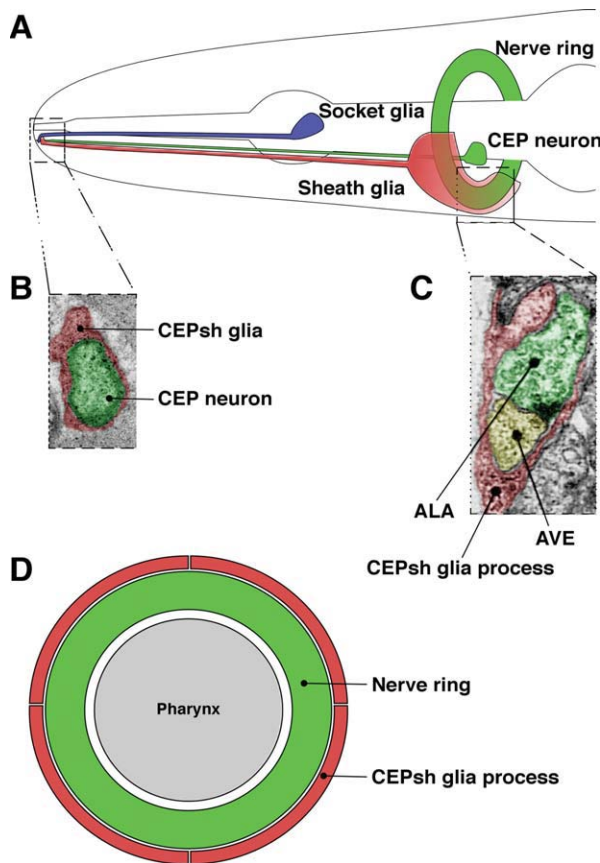 A
Nerve ring
Socket glia
CEP neuron
Sheath glia
B
CEPsh glia
CEP neuron
C
ALA
AVE
CEPsh glia process
D
Nerve ring
Pharynx
CEPsh glia process